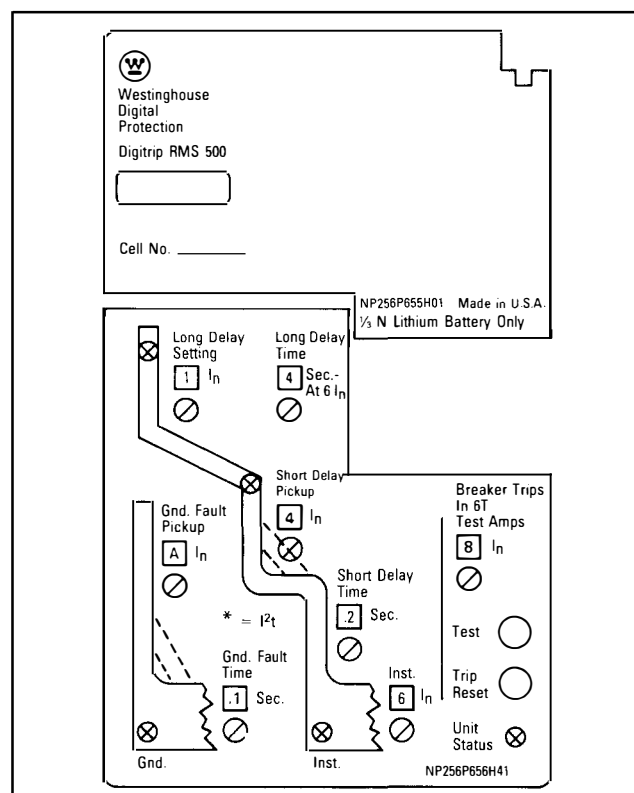 W
Westinghouse
Digital
Protection
Digitrip RMS 500
Cell No.
NP256P655H01 Made in U.S.A.
⅓ N Lithium Battery Only
Long Delay
Setting
1 In
Long Delay
Time
4 Sec.-
At 6 In
Short Delay
Pickup
4 In
Breaker Trips
In 6T
Test Amps
8 In
Gnd. Fault
Pickup
A In
Short Delay
Time
.2 Sec.
* = I²t
Test
Gnd. Fault
Time
.1 Sec.
Inst.
6 In
Trip
Reset
Unit
Status
Gnd.
Inst.
NP256P656H41